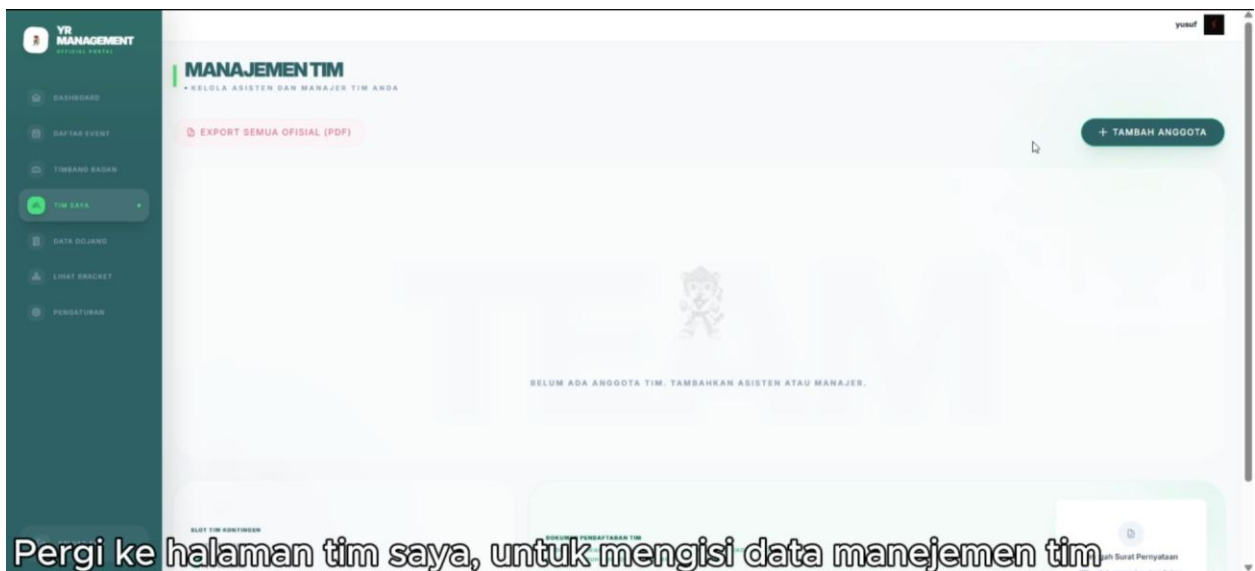 YR
MANAGEMENT
OFFICIAL PORTAL
yusuf
MANAJEMEN TIM
• KELOLA ASISTEN DAN MANAJER TIM ANDA
DASHBOARD
DAFTAR EVENT
EXPORT SEMUA OFISIAL (PDF)
+ TAMBAH ANGGOTA
TIMBANG BADAN
TIM SAYA
DATA DOJANG
LIHAT BRACKET
PENGATURAN
TEAM
BELUM ADA ANGGOTA TIM. TAMBAHKAN ASISTEN ATAU MANAJER.
SLOT TIM KONTINGEN
DOKUMEN PENDAFTARAN TIM
Surat Pernyataan
Pergi ke halaman tim saya, untuk mengisi data manejemen tim